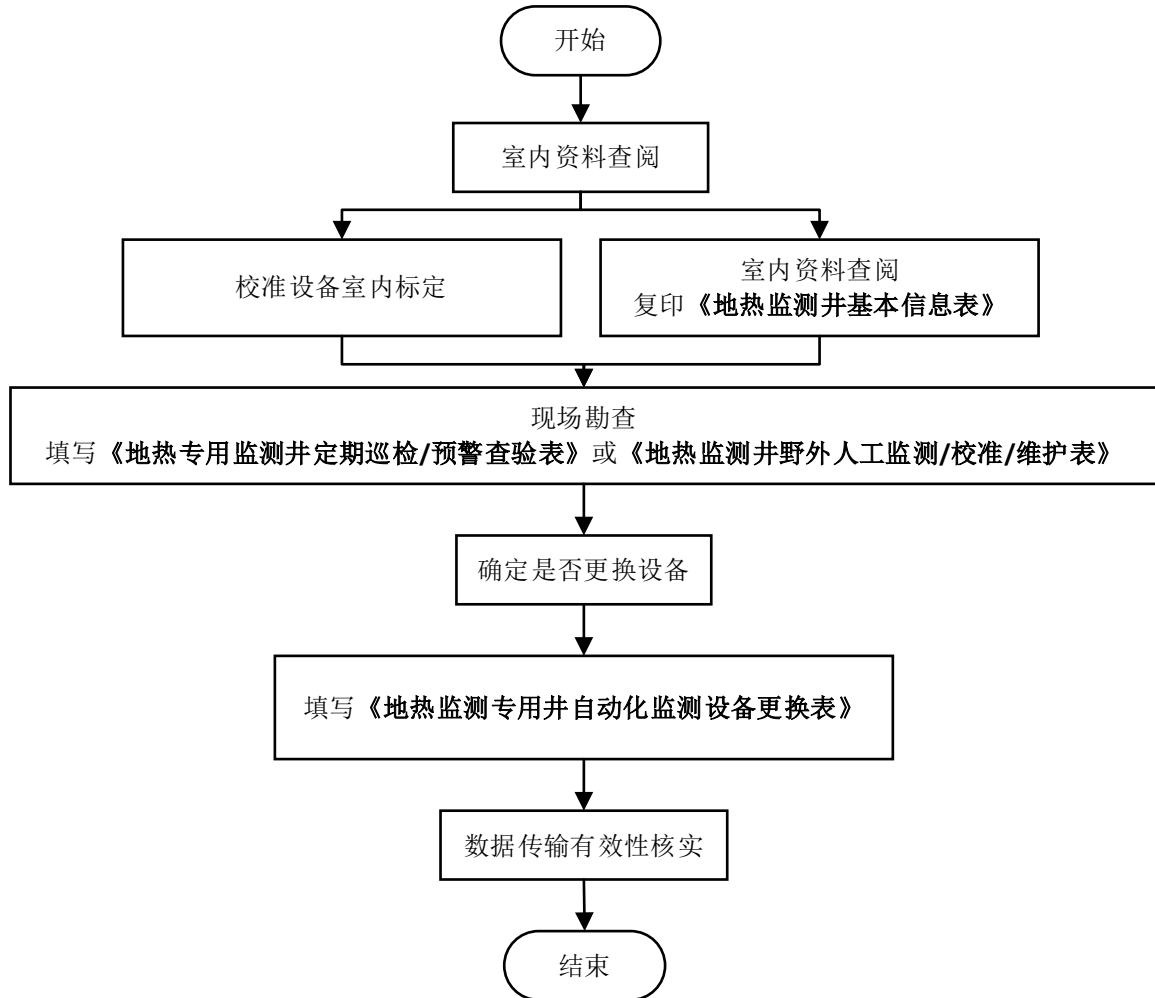 开始
室内资料查阅
校准设备室内标定
室内资料查阅
复印《地热监测井基本信息表》
现场勘查
填写《地热专用监测井定期巡检/预警查验表》或《地热监测井野外人工监测/校准/维护表》
确定是否更换设备
填写《地热监测专用井自动化监测设备更换表》
数据传输有效性核实
结束